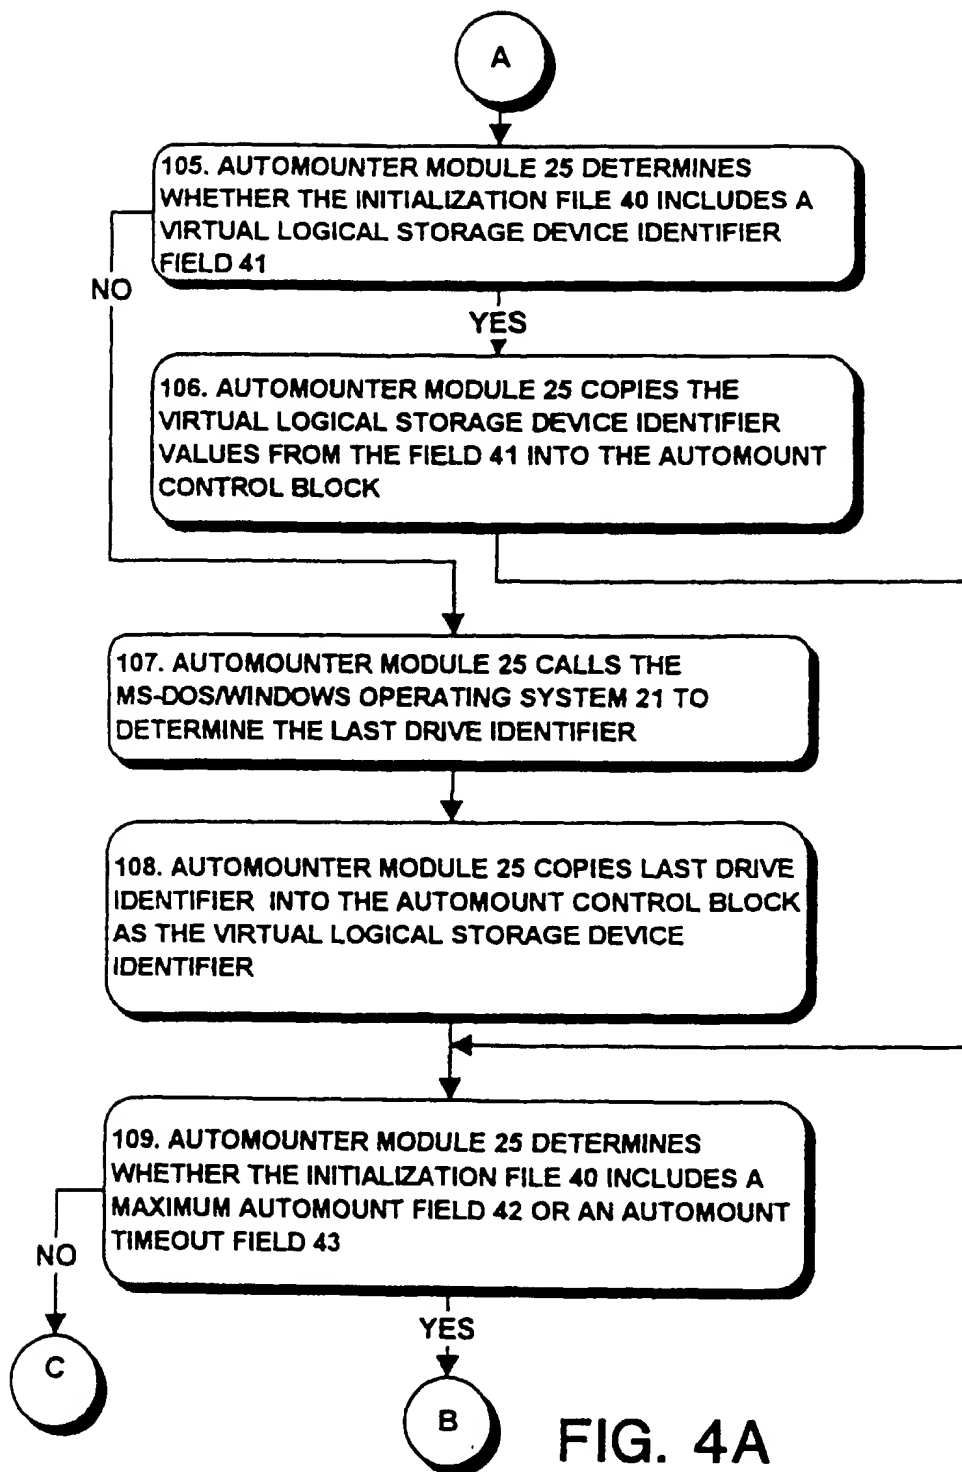 A
105. AUTOMOUNTER MODULE 25 DETERMINES
WHETHER THE INITIALIZATION FILE 40 INCLUDES A
VIRTUAL LOGICAL STORAGE DEVICE IDENTIFIER
FIELD 41
NO
YES
106. AUTOMOUNTER MODULE 25 COPIES THE
VIRTUAL LOGICAL STORAGE DEVICE IDENTIFIER
VALUES FROM THE FIELD 41 INTO THE AUTOMOUNT
CONTROL BLOCK
107. AUTOMOUNTER MODULE 25 CALLS THE
MS-DOS/WINDOWS OPERATING SYSTEM 21 TO
DETERMINE THE LAST DRIVE IDENTIFIER
108. AUTOMOUNTER MODULE 25 COPIES LAST DRIVE
IDENTIFIER INTO THE AUTOMOUNT CONTROL BLOCK
AS THE VIRTUAL LOGICAL STORAGE DEVICE
IDENTIFIER
109. AUTOMOUNTER MODULE 25 DETERMINES
WHETHER THE INITIALIZATION FILE 40 INCLUDES A
MAXIMUM AUTOMOUNT FIELD 42 OR AN AUTOMOUNT
TIMEOUT FIELD 43
NO
YES
C
B
FIG. 4A